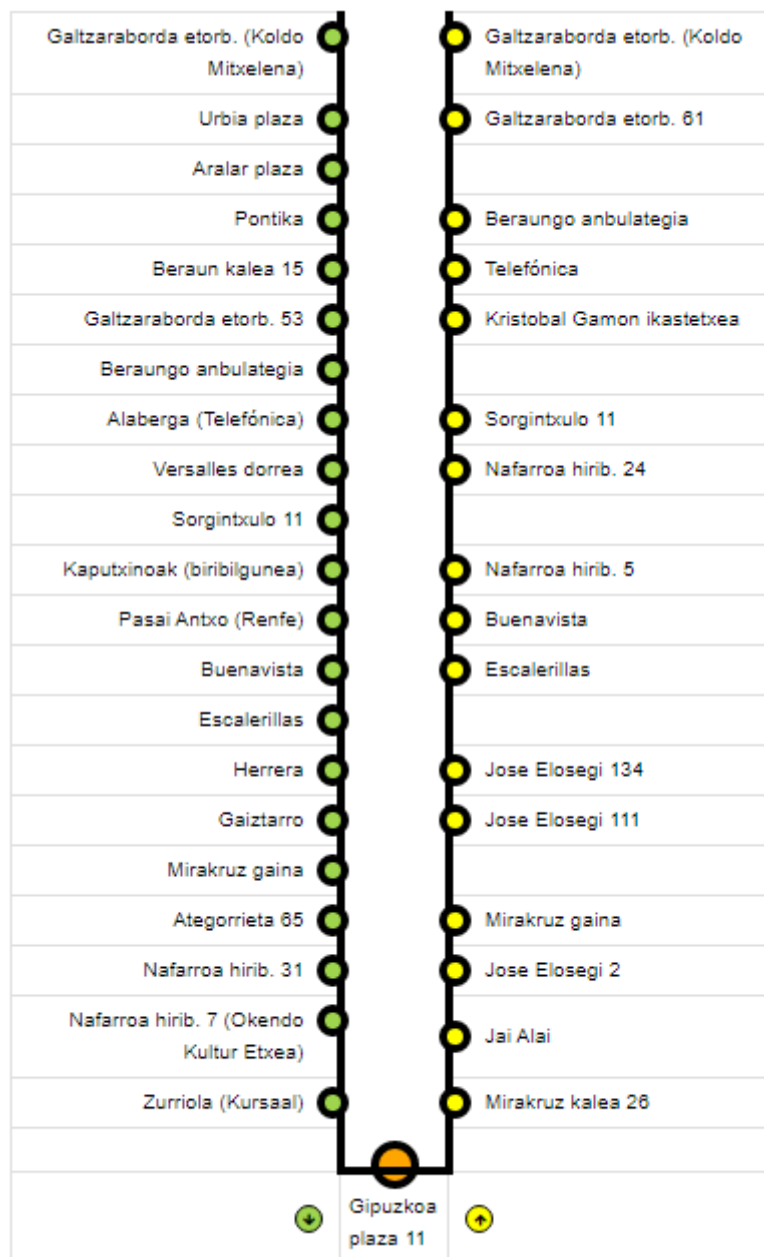 Galtzaraborda etorb. (Koldo
Mitxelena)
Galtzaraborda etorb. (Koldo
Mitxelena)
Urbia plaza
Galtzaraborda etorb. 61
Aralar plaza
Pontika
Beraungo anbulategia
Beraun kalea 15
Telefónica
Galtzaraborda etorb. 53
Kristobal Gamon ikastetxea
Beraungo anbulategia
Alaberga (Telefónica)
Sorgintxulo 11
Versalles dorrea
Nafarroa hirib. 24
Sorgintxulo 11
Kaputxinoak (biribilgunea)
Nafarroa hirib. 5
Pasai Antxo (Renfe)
Buenavista
Buenavista
Escalerillas
Escalerillas
Herrera
Jose Elosegi 134
Gaiztarro
Jose Elosegi 111
Mirakruz gaina
Ategorrieta 65
Mirakruz gaina
Nafarroa hirib. 31
Jose Elosegi 2
Nafarroa hirib. 7 (Okendo
Kultur Etxea)
Jai Alai
Zurriola (Kursaal)
Mirakruz kalea 26
Gipuzkoa
plaza 11